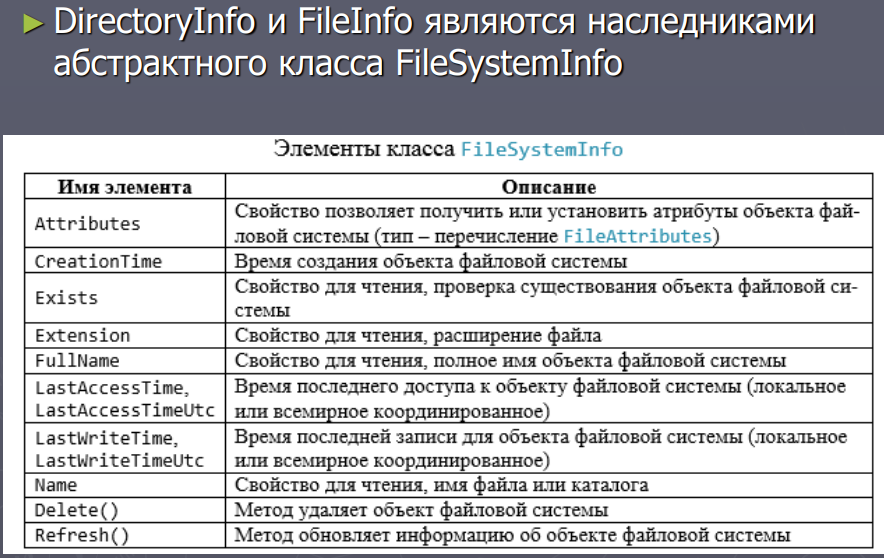 ► DirectoryInfo и FileInfo являются наследниками
абстрактного класса FileSystemInfo
Элементы класса FileSystemInfo
Имя элемента Описание
Attributes Свойство позволяет получить или установить атрибуты объекта фай-
ловой системы (тип – перечисление FileAttributes)
CreationTime Время создания объекта файловой системы
Exists Свойство для чтения, проверка существования объекта файловой си-
стемы
Extension Свойство для чтения, расширение файла
FullName Свойство для чтения, полное имя объекта файловой системы
LastAccessTime, Время последнего доступа к объекту файловой системы (локальное
LastAccessTimeUtc или всемирное координированное)
LastWriteTime, Время последней записи для объекта файловой системы (локальное
LastWriteTimeUtc или всемирное координированное)
Name Свойство для чтения, имя файла или каталога
Delete() Метод удаляет объект файловой системы
Refresh() Метод обновляет информацию об объекте файловой системы